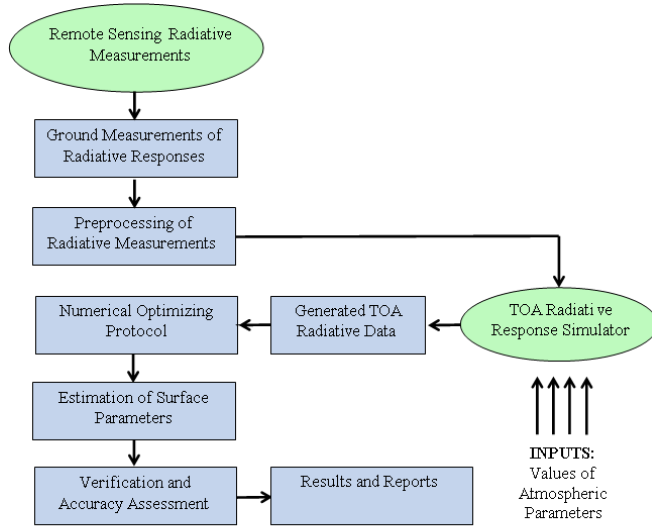 Remote Sensing Radiative
Measurements
Ground Measurements of
Radiative Responses
Preprocessing of
Radiative Measurements
Numerical Optimizing
Protocol
Generated TOA
Radiative Data
TOA Radiative
Response Simulator
Estimation of Surface
Parameters
Verification and
Accuracy Assessment
Results and Reports
INPUTS:
Values of
Atmospheric
Parameters